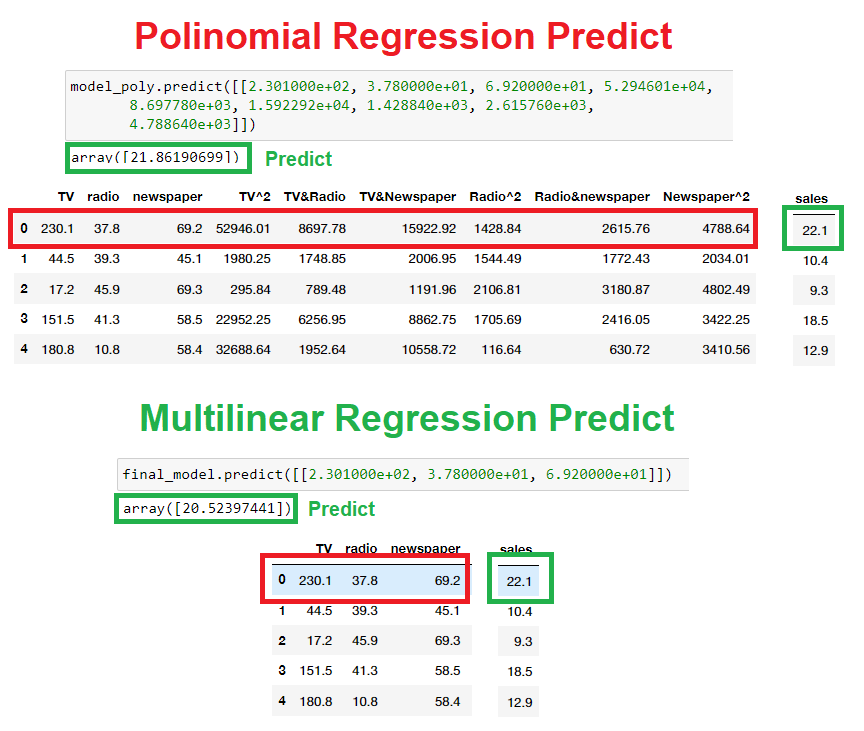 Polinomial Regression Predict
model_poly.predict([[2.301000e+02, 3.780000e+01, 6.920000e+01, 5.294601e+04,
8.697780e+03, 1.592292e+04, 1.428840e+03, 2.615760e+03,
4.788640e+03]])
array([21.86190699]) Predict
TV radio newspaper TV^2 TV&Radio TV&Newspaper Radio^2 Radio&newspaper Newspaper^2 sales
0 230.1 37.8 69.2 52946.01 8697.78 15922.92 1428.84 2615.76 4788.64 22.1
1 44.5 39.3 45.1 1980.25 1748.85 2006.95 1544.49 1772.43 2034.01 10.4
2 17.2 45.9 69.3 295.84 789.48 1191.96 2106.81 3180.87 4802.49 9.3
3 151.5 41.3 58.5 22952.25 6256.95 8862.75 1705.69 2416.05 3422.25 18.5
4 180.8 10.8 58.4 32688.64 1952.64 10558.72 116.64 630.72 3410.56 12.9
Multilinear Regression Predict
final_model.predict([[2.301000e+02, 3.780000e+01, 6.920000e+01]])
array([20.52397441]) Predict
TV radio newspaper sales
0 230.1 37.8 69.2 22.1
1 44.5 39.3 45.1 10.4
2 17.2 45.9 69.3 9.3
3 151.5 41.3 58.5 18.5
4 180.8 10.8 58.4 12.9